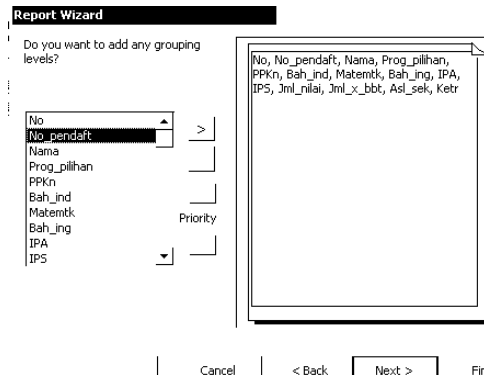 Report Wizard
Do you want to add any grouping
levels?
No
No_pendaft
Nama
Prog_pilihan
PPKn
Bah_ind
Matemtk
Bah_ing
IPA
IPS
>
Priority
No, No_pendaft, Nama, Prog_pilihan,
PPKn, Bah_ind, Matemtk, Bah_ing, IPA,
IPS, Jml_nilai, Jml_x_bbt, Asl_sek, Ketr
Cancel
< Back
Next >
Fin